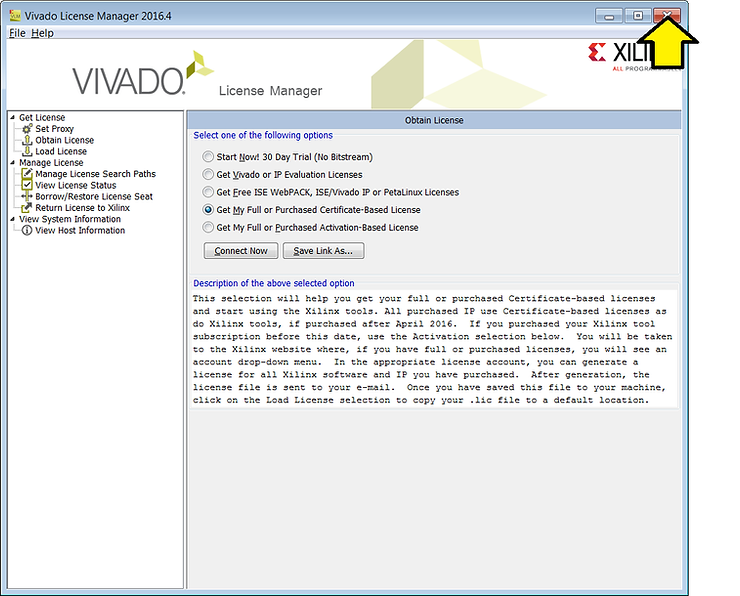 Vivado License Manager 2016.4
File Help
VIVADO.
License Manager
XILI
ALL PROGRAM
Get License
Set Proxy
Obtain License
Load License
Manage License
Manage License Search Paths
View License Status
Borrow/Restore License Seat
Return License to Xilinx
View System Information
View Host Information
Obtain License
Select one of the following options
Start Now! 30 Day Trial (No Bitstream)
Get Vivado or IP Evaluation Licenses
Get Free ISE WebPACK, ISE/Vivado IP or PetaLinux Licenses
Get My Full or Purchased Certificate-Based License
Get My Full or Purchased Activation-Based License
Connect Now
Save Link As...
Description of the above selected option
This selection will help you get your full or purchased Certificate-based licenses
and start using the Xilinx tools. All purchased IP use Certificate-based licenses as
do Xilinx tools, if purchased after April 2016. If you purchased your Xilinx tool
subscription before this date, use the Activation selection below. You will be taken
to the Xilinx website where, if you have full or purchased licenses, you will see an
account drop-down menu. In the appropriate license account, you can generate a
license for all Xilinx software and IP you have purchased. After generation, the
license file is sent to your e-mail. Once you have saved this file to your machine,
click on the Load License selection to copy your .lic file to a default location.